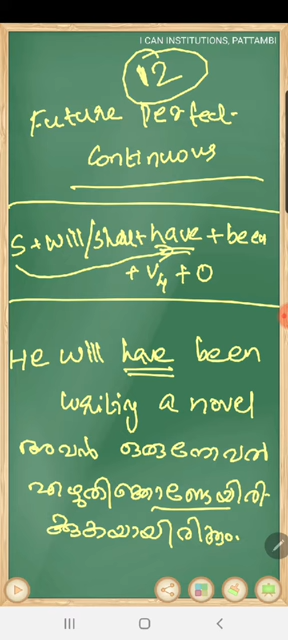 I CAN INSTITUTIONS, PATTAMBI
12
Future Perfect
Continuous
S + will/shall + have + been
+ V4 + O
He will have been
writing a novel
അവൻ ഒരു നോവൽ
എഴുതിക്കൊണ്ടേയിരി
ക്കുകയായിരിക്കും.